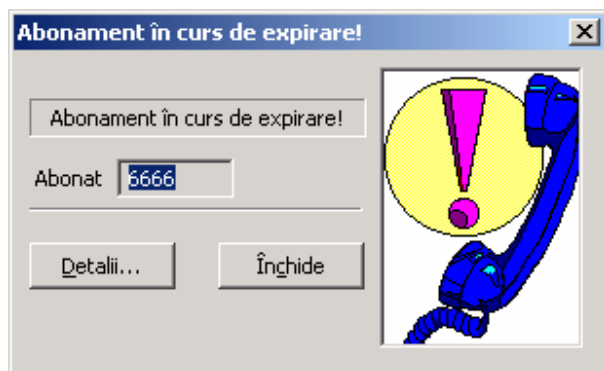 Abonament în curs de expirare!
Abonament în curs de expirare!
Abonat 6666
Detalii... Închide